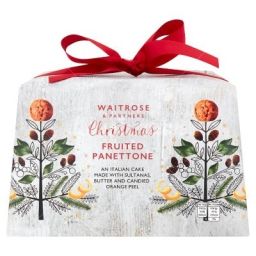 WAITROSE
& PARTNERS
Christmas
FRUITED
PANETTONE
AN ITALIAN CAKE
MADE WITH SULTANAS,
BUTTER AND CANDIED
ORANGE PEEL